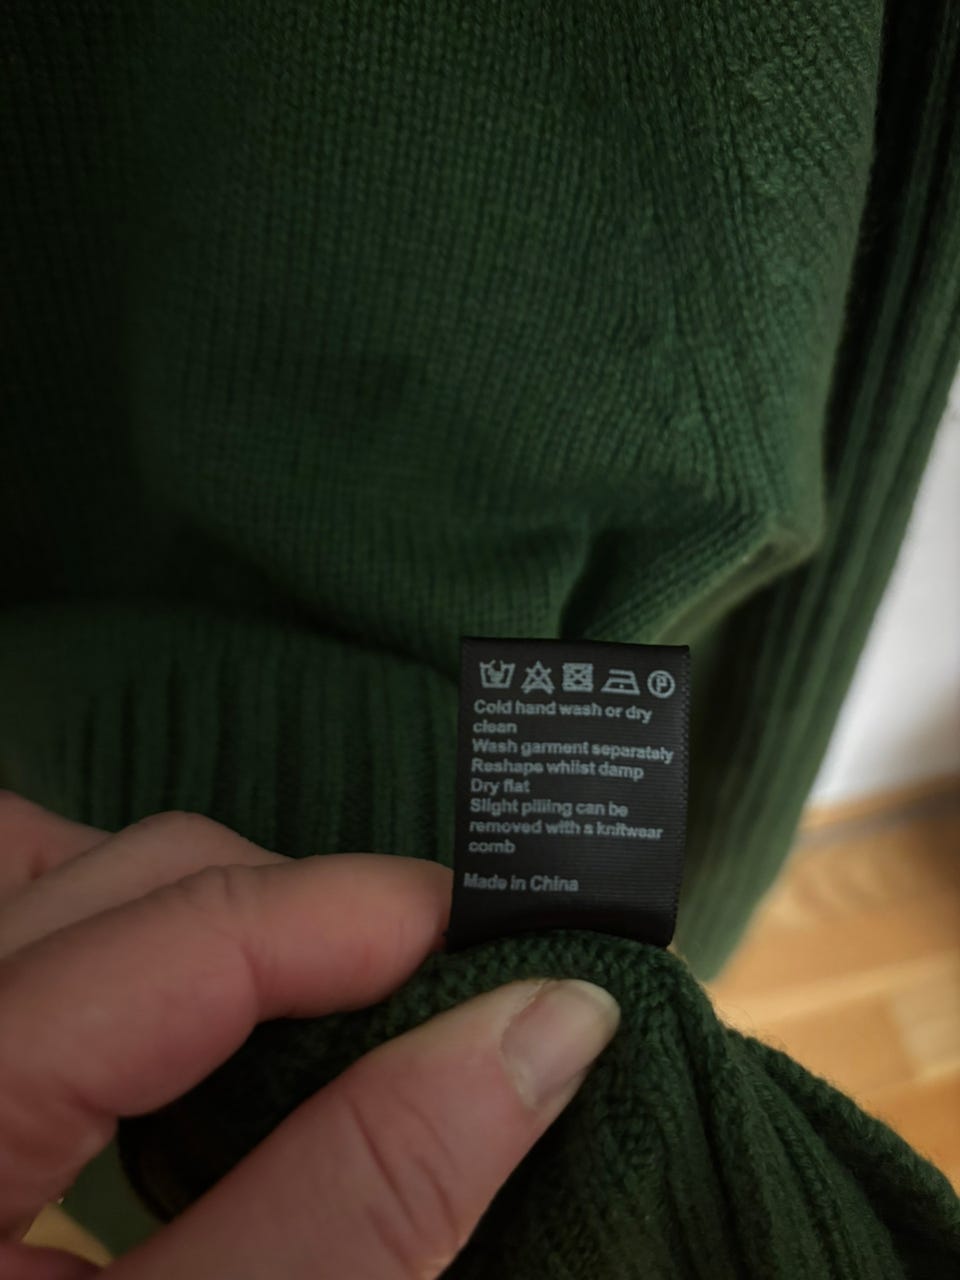 P
Cold hand wash or dry
clean
Wash garment separately
Reshape whilst damp
Dry flat
Slight pilling can be
removed with a knitwear
comb
Made in China